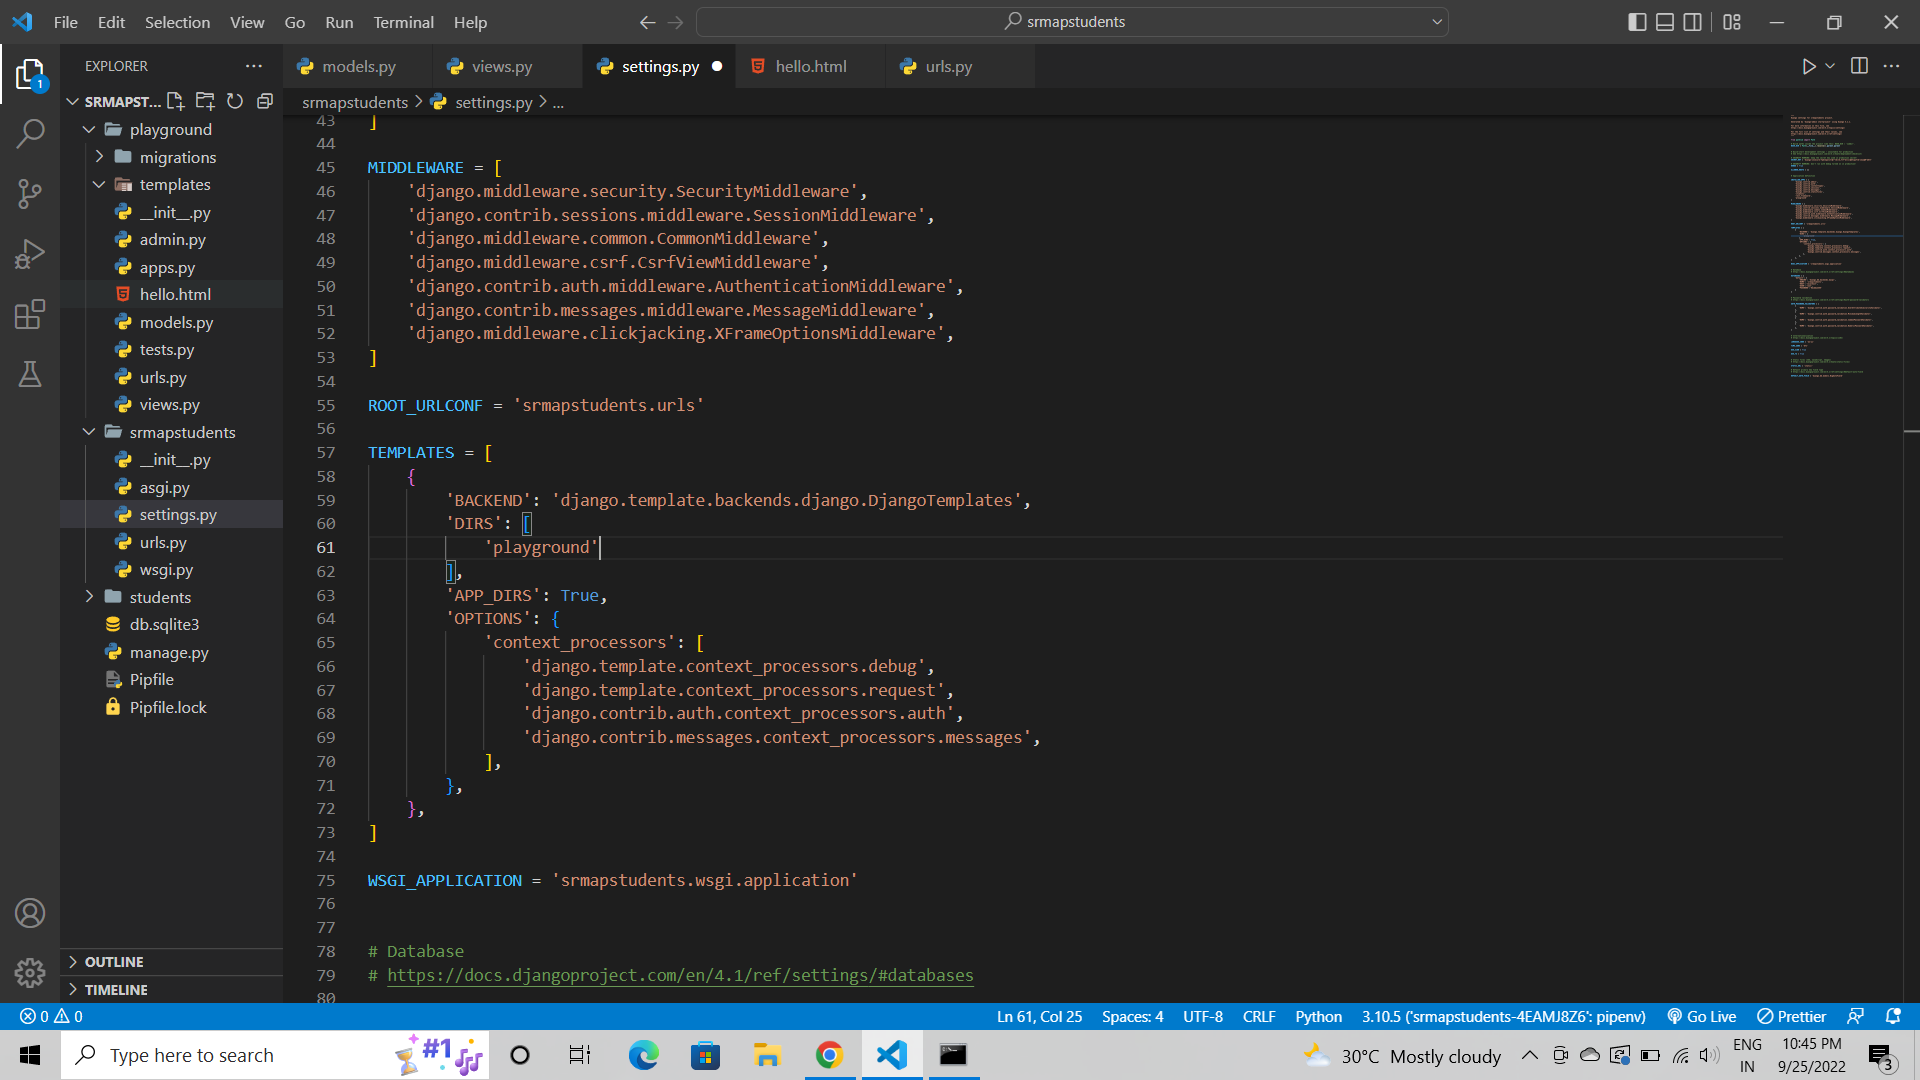 File Edit Selection View Go Run Terminal Help
srmapstudents
EXPLORER
1
SRMAPST...
playground
migrations
templates
__init__.py
admin.py
apps.py
hello.html
models.py
tests.py
urls.py
views.py
srmapstudents
__init__.py
asgi.py
settings.py
urls.py
wsgi.py
students
db.sqlite3
manage.py
Pipfile
Pipfile.lock
OUTLINE
TIMELINE
models.py views.py settings.py hello.html urls.py
srmapstudents > settings.py > ...
43 ]
44
45 MIDDLEWARE = [
46 'django.middleware.security.SecurityMiddleware',
47 'django.contrib.sessions.middleware.SessionMiddleware',
48 'django.middleware.common.CommonMiddleware',
49 'django.middleware.csrf.CsrfViewMiddleware',
50 'django.contrib.auth.middleware.AuthenticationMiddleware',
51 'django.contrib.messages.middleware.MessageMiddleware',
52 'django.middleware.clickjacking.XFrameOptionsMiddleware',
53 ]
54
55 ROOT_URLCONF = 'srmapstudents.urls'
56
57 TEMPLATES = [
58 {
59 'BACKEND': 'django.template.backends.django.DjangoTemplates',
60 'DIRS': [
61 'playground'
62 ],
63 'APP_DIRS': True,
64 'OPTIONS': {
65 'context_processors': [
66 'django.template.context_processors.debug',
67 'django.template.context_processors.request',
68 'django.contrib.auth.context_processors.auth',
69 'django.contrib.messages.context_processors.messages',
70 ],
71 },
72 },
73 ]
74
75 WSGI_APPLICATION = 'srmapstudents.wsgi.application'
76
77
78 # Database
79 # https://docs.djangoproject.com/en/4.1/ref/settings/#databases
80
0 0 Ln 61, Col 25 Spaces: 4 UTF-8 CRLF Python 3.10.5 ('srmapstudents-4EAMJ8Z6': pipenv) Go Live Prettier
Type here to search #1 30°C Mostly cloudy ENG IN 10:45 PM 9/25/2022 3